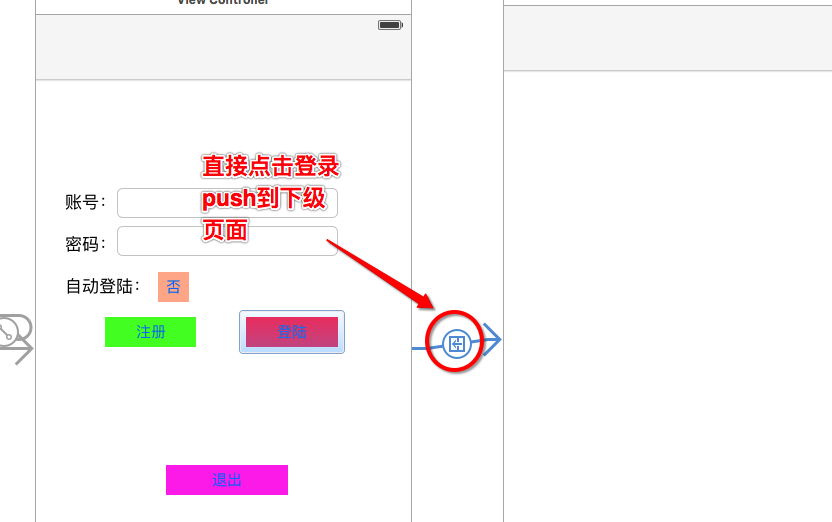 View Controller
直接点击登录
push到下级
页面
账号：
密码：
自动登陆： 否
注册 登陆
退出